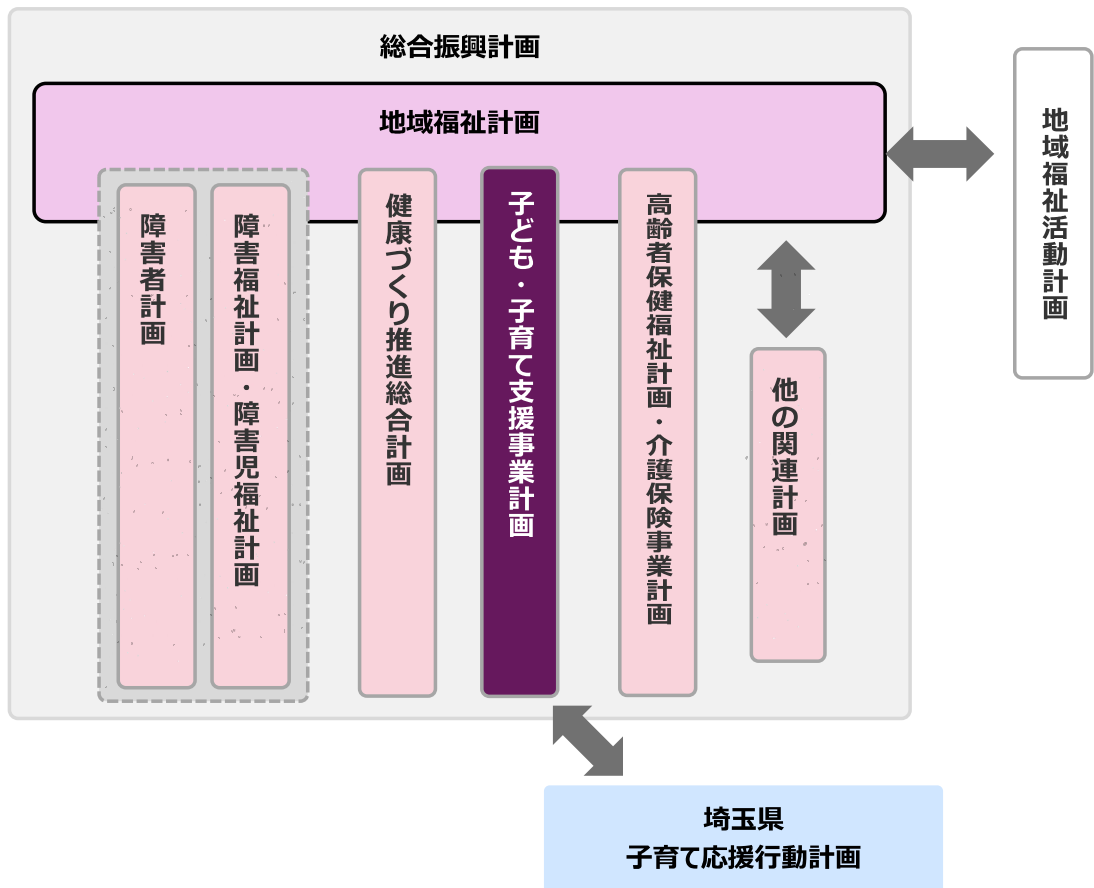 総合振興計画
地域福祉計画
障害者計画
障害福祉計画・障害児福祉計画
健康づくり推進総合計画
子ども・子育て支援事業計画
高齢者保健福祉計画・介護保険事業計画
他の関連計画
地域福祉活動計画
埼玉県
子育て応援行動計画